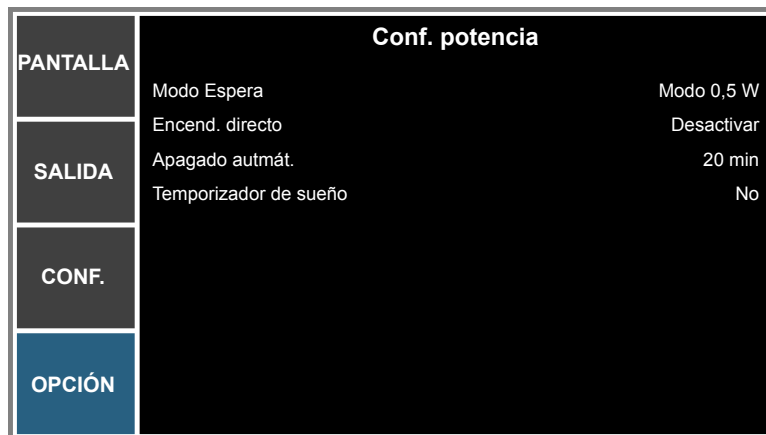 Conf. potencia
PANTALLA
Modo Espera Modo 0,5 W
Encend. directo Desactivar
SALIDA
Apagado autmát. 20 min
Temporizador de sueño No
CONF.
OPCIÓN